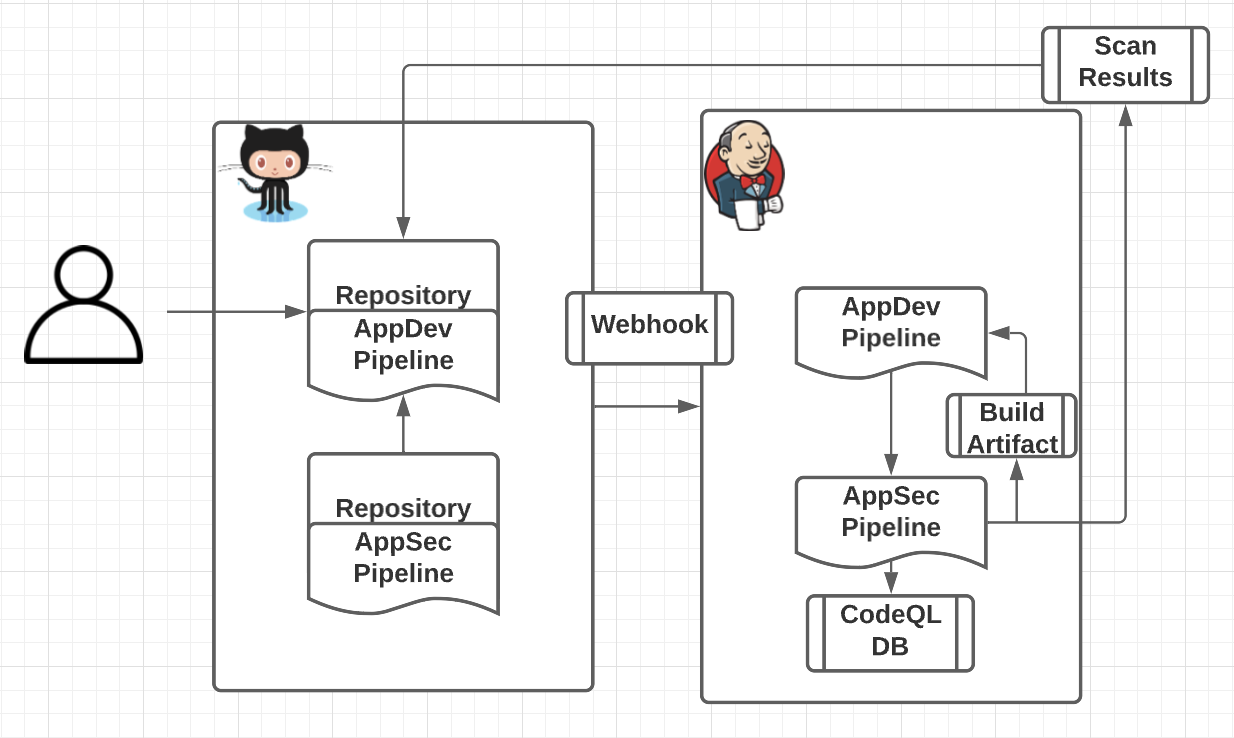 Scan
Results
Repository
AppDev
Pipeline
Webhook
AppDev
Pipeline
Build
Artifact
Repository
AppSec
Pipeline
AppSec
Pipeline
CodeQL
DB